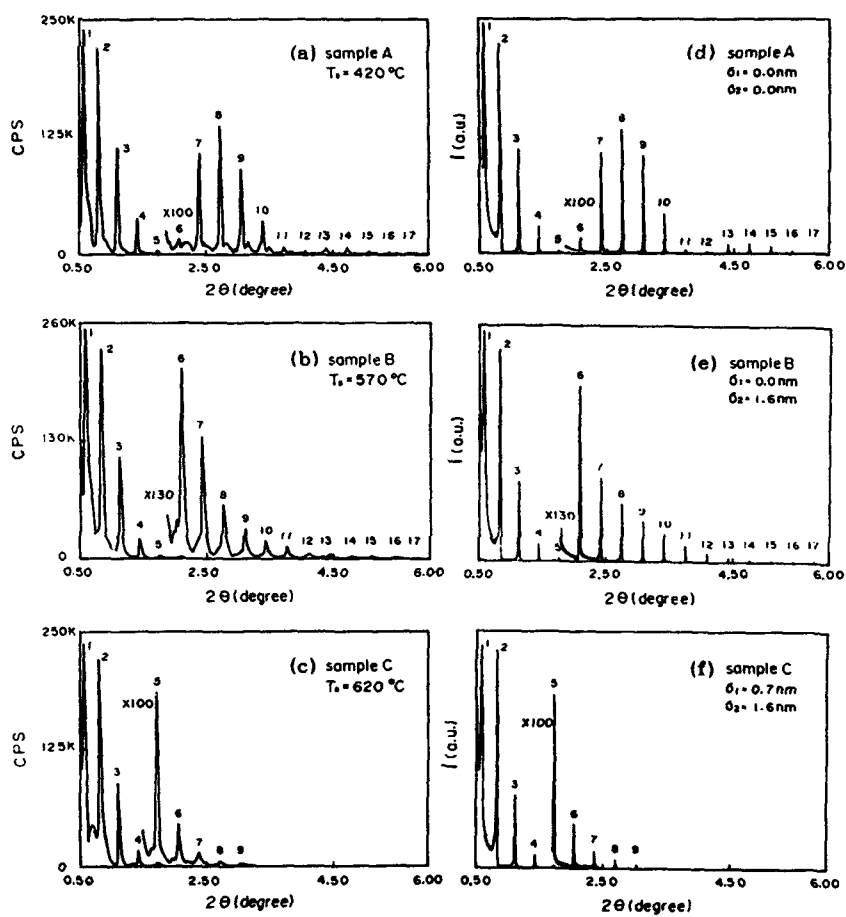 250K
125K
0
CPS
1
2
3
4
5
X100
6
7
8
9
10
11 12 13 14 15 16 17
(a) sample A
Tₛ = 420 °C
0.50 2.50 4.50 6.00
2θ (degree)
I (a.u.)
1
2
3
4
5
X100
6
7
8
9
10
11 12 13 14 15 16 17
(d) sample A
σ₁= 0.0nm
σ₂= 0.0nm
0.50 2.50 4.50 6.00
2θ (degree)
260K
130K
0
CPS
1
2
3
4
5
X130
6
7
8
9
10
11 12 13 14 15 16 17
(b) sample B
Tₛ = 570 °C
0.50 2.50 4.50 6.00
2θ (degree)
I (a.u.)
1
2
3
4
5
X130
6
7
8
9
10
11 12 13 14 15 16 17
(e) sample B
σ₁= 0.0nm
σ₂= 1.6nm
0.50 2.50 4.50 6.00
2θ (degree)
250K
125K
0
CPS
1
2
3
4
X100
5
6
7
8 9
(c) sample C
Tₛ = 620 °C
0.50 2.50 4.50 6.00
2θ (degree)
I (a.u.)
1
2
3
4
X100
5
6
7
8 9
(f) sample C
σ₁= 0.7nm
σ₂= 1.6nm
0.50 2.50 4.50 6.00
2θ (degree)